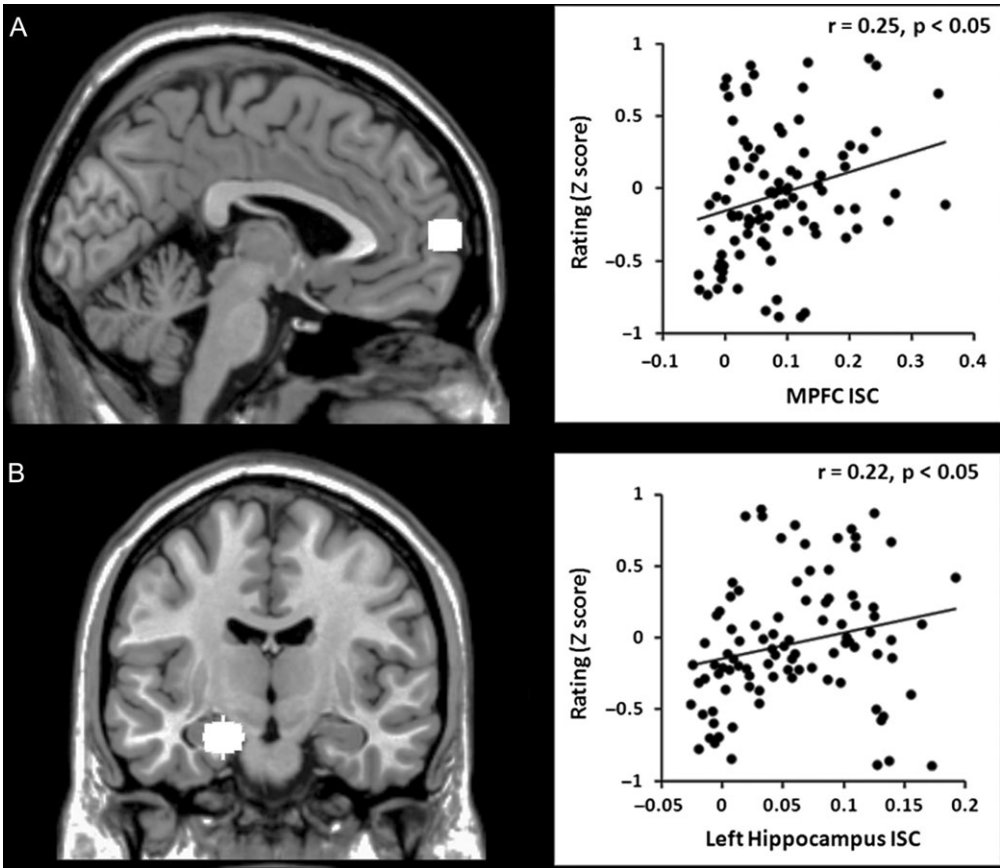 A
r = 0.25, p < 0.05
Rating (Z score)
1
0.5
0
−0.5
−1
−0.1
0
0.1
0.2
0.3
0.4
MPFC ISC
B
r = 0.22, p < 0.05
Rating (Z score)
1
0.5
0
−0.5
−1
−0.05
0
0.05
0.1
0.15
0.2
Left Hippocampus ISC